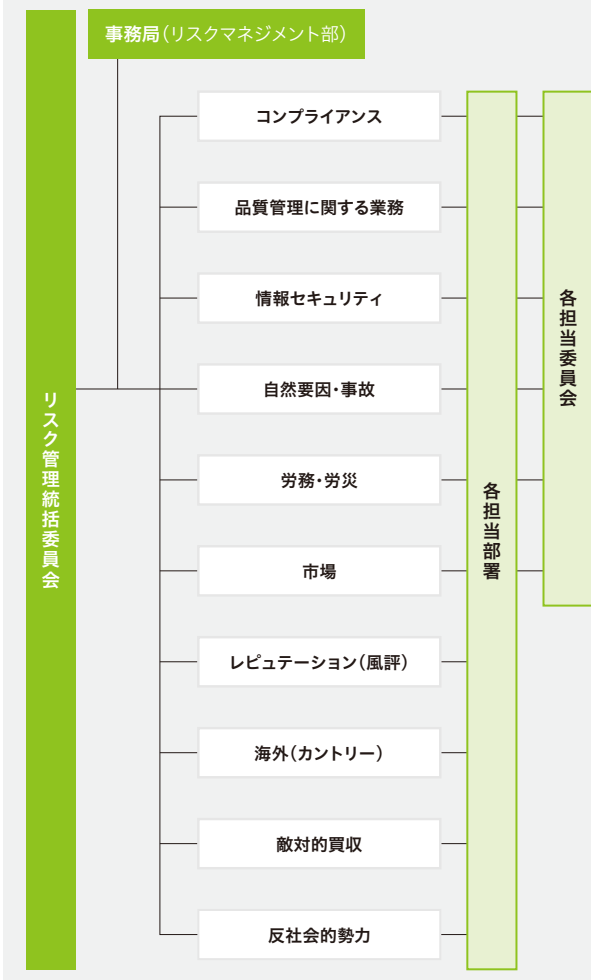 事務局（リスクマネジメント部）
リスク管理統括委員会
コンプライアンス
品質管理に関する業務
情報セキュリティ
自然要因・事故
労務・労災
市場
レピュテーション（風評）
海外（カントリー）
敵対的買収
反社会的勢力
各担当部署
各担当委員会